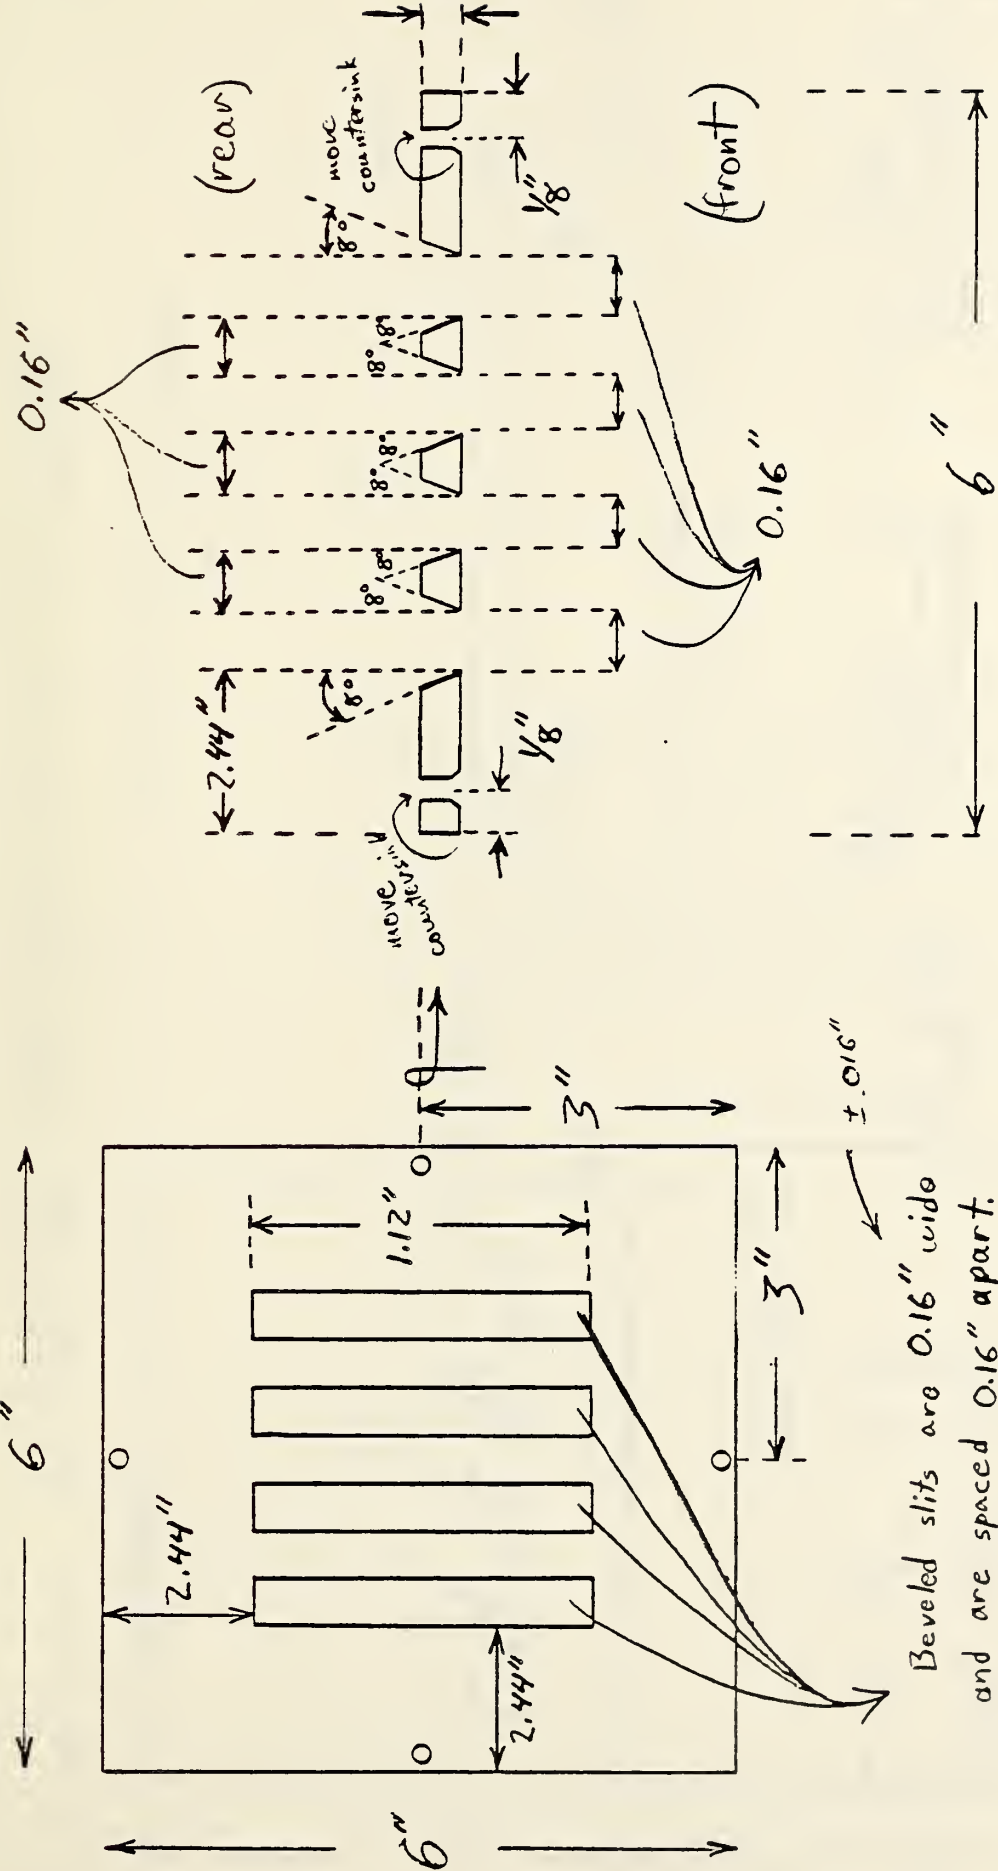 0.16"
(rear)
move
countersink
8°
8° 8°
8° 8°
8° 8°
2.44"
8°
1/8"
1/8"
move
countersink
0.16"
(front)
6"
6"
6"
2.44"
2.44"
1.12"
3"
3"
±.016"
Beveled slits are 0.16" wide
and are spaced 0.16" apart.